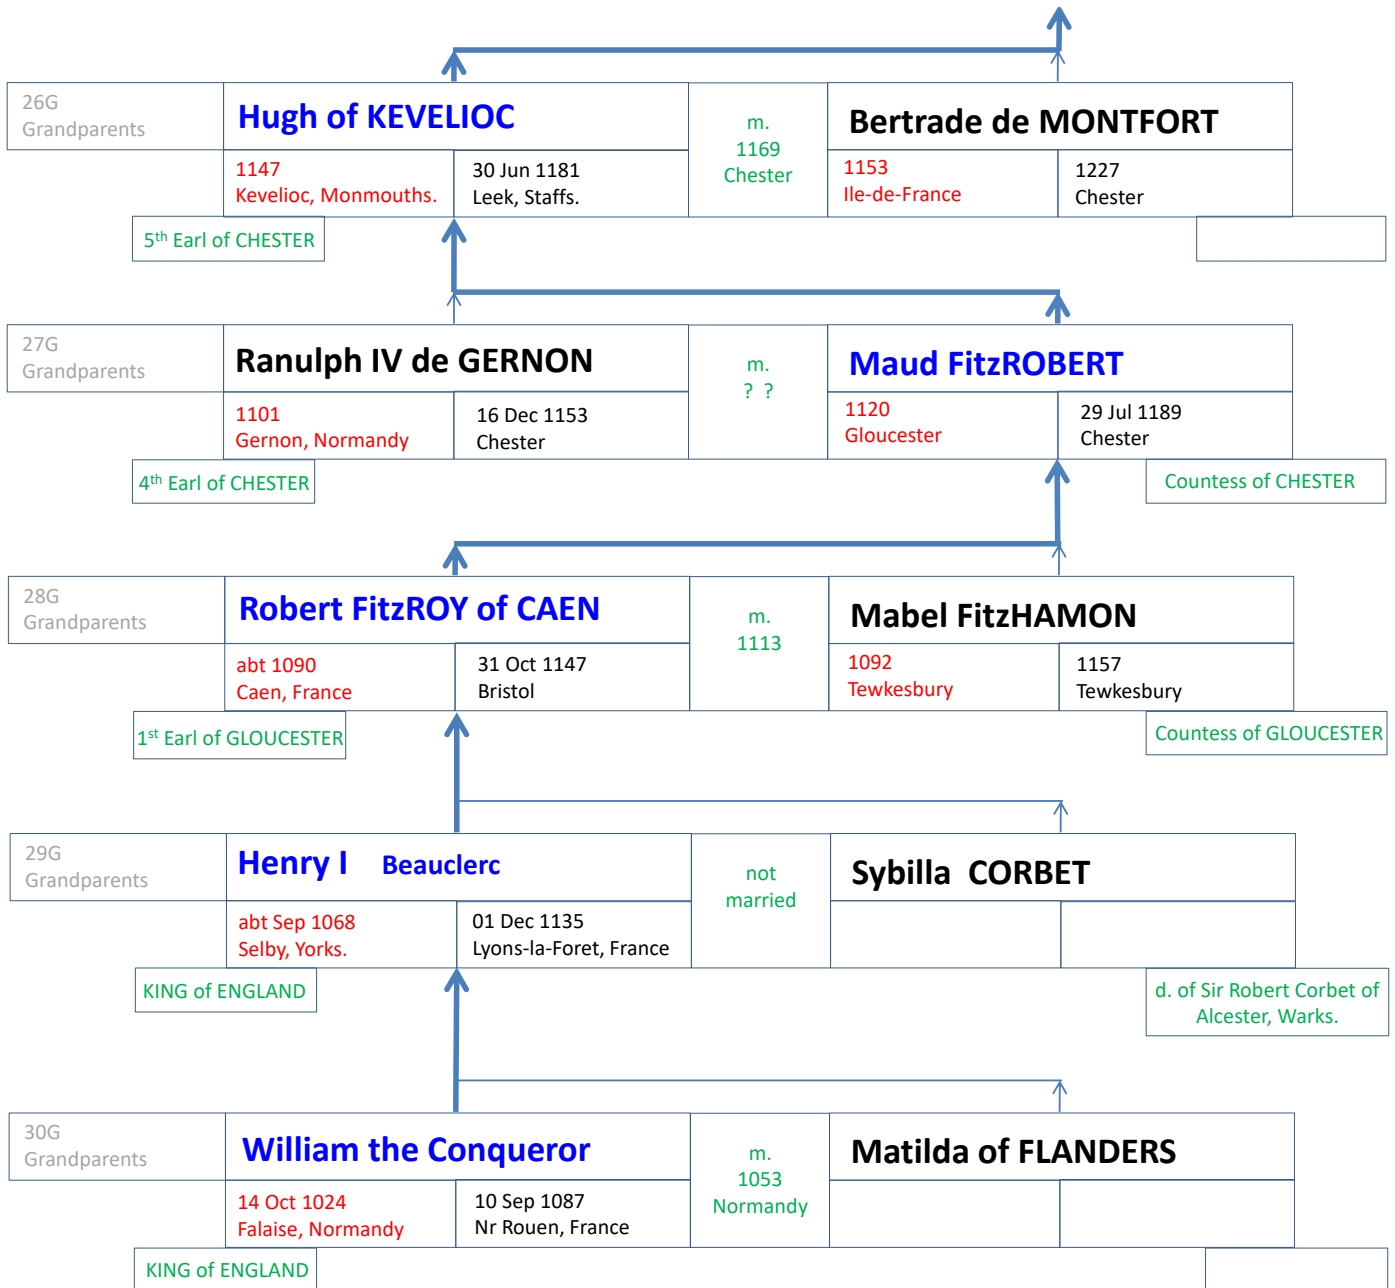 26G
Grandparents
Hugh of KEVELIOC
m.
1169
Chester
Bertrade de MONTFORT
1147
Kevelioc, Monmouths.
30 Jun 1181
Leek, Staffs.
1153
Ile-de-France
1227
Chester
5th Earl of CHESTER
27G
Grandparents
Ranulph IV de GERNON
m.
? ?
Maud FitzROBERT
1101
Gernon, Normandy
16 Dec 1153
Chester
1120
Gloucester
29 Jul 1189
Chester
4th Earl of CHESTER
Countess of CHESTER
28G
Grandparents
Robert FitzROY of CAEN
m.
1113
Mabel FitzHAMON
abt 1090
Caen, France
31 Oct 1147
Bristol
1092
Tewkesbury
1157
Tewkesbury
1st Earl of GLOUCESTER
Countess of GLOUCESTER
29G
Grandparents
Henry I Beauclerc
not
married
Sybilla CORBET
abt Sep 1068
Selby, Yorks.
01 Dec 1135
Lyons-la-Foret, France
KING of ENGLAND
d. of Sir Robert Corbet of
Alcester, Warks.
30G
Grandparents
William the Conqueror
m.
1053
Normandy
Matilda of FLANDERS
14 Oct 1024
Falaise, Normandy
10 Sep 1087
Nr Rouen, France
KING of ENGLAND